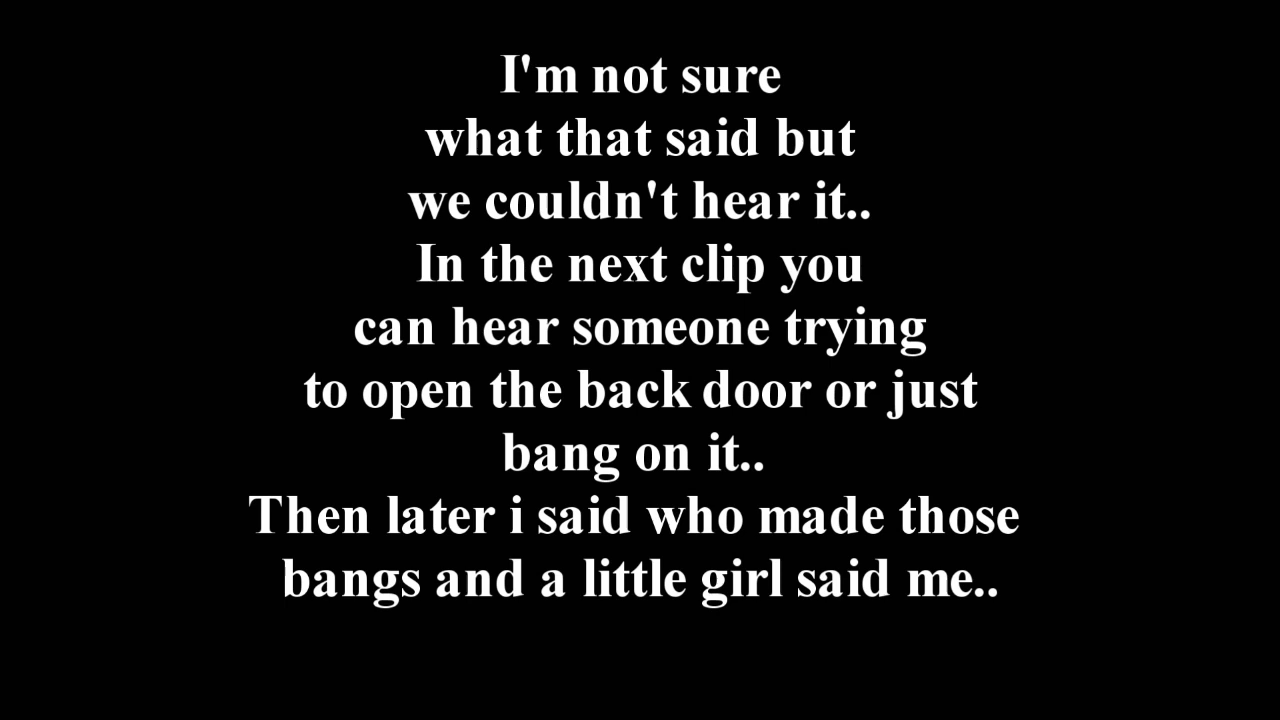 I'm not sure
what that said but
we couldn't hear it..
In the next clip you
can hear someone trying
to open the back door or just
bang on it..
Then later i said who made those
bangs and a little girl said me..